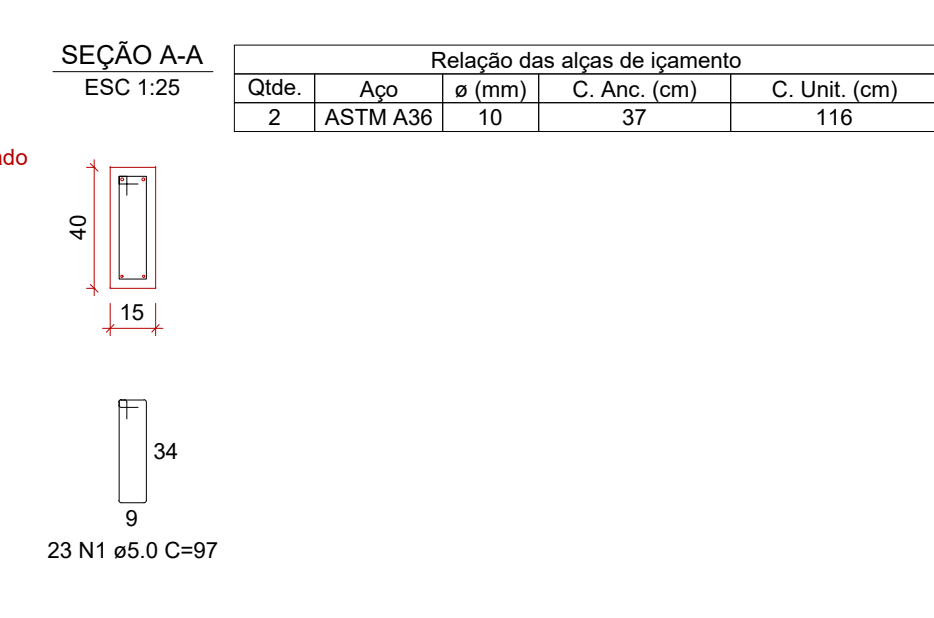 SEÇÃO A-A
ESC 1:25
Relação das alças de içamento
Qtde. Aço ø (mm) C. Anc. (cm) C. Unit. (cm)
2 ASTM A36 10 37 116
40
15
34
9
23 N1 ø5.0 C=97